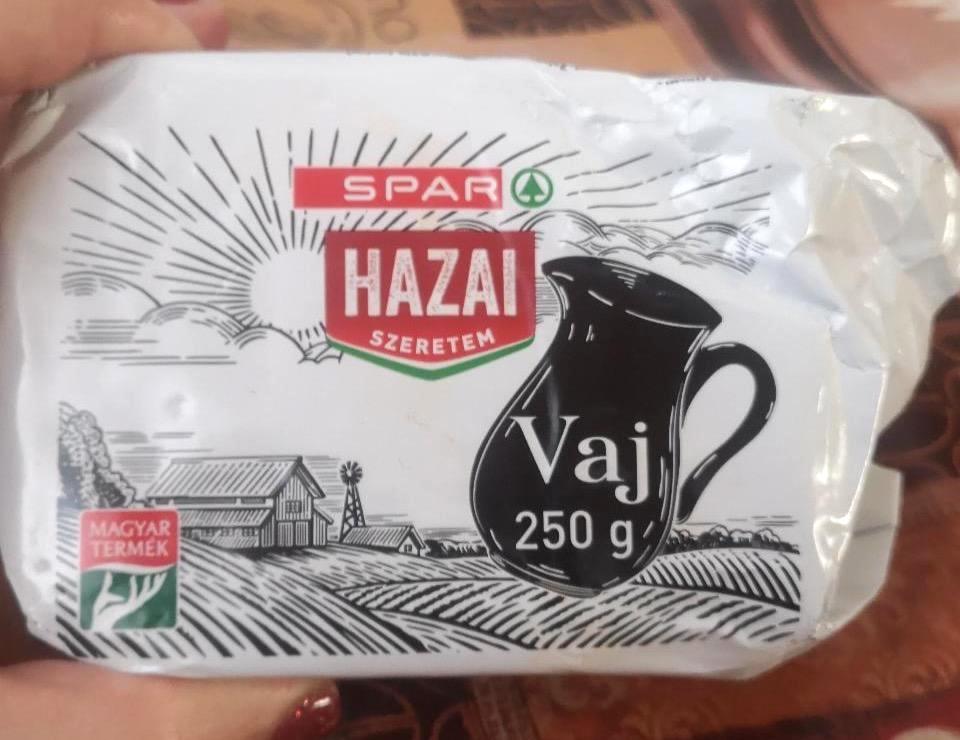 SPAR
HAZAI
SZERETEM
Vaj
250 g
MAGYAR
TERMÉK